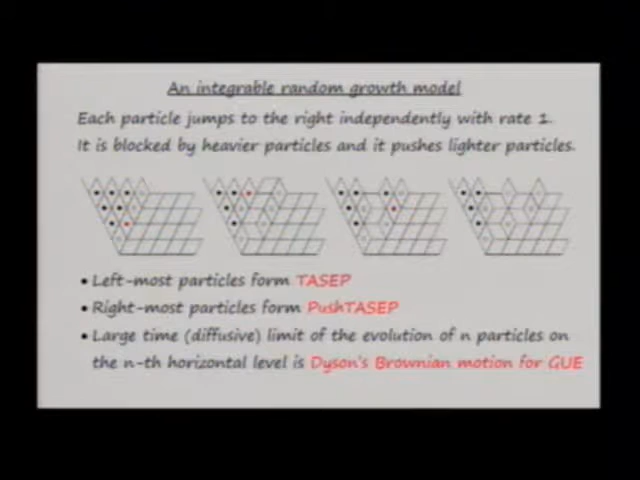 An integrable random growth model
Each particle jumps to the right independently with rate 1.
It is blocked by heavier particles and it pushes lighter particles.
• Left-most particles form TASEP
• Right-most particles form PushTASEP
• Large time (diffusive) limit of the evolution of n particles on
the n-th horizontal level is Dyson's Brownian motion for GUE